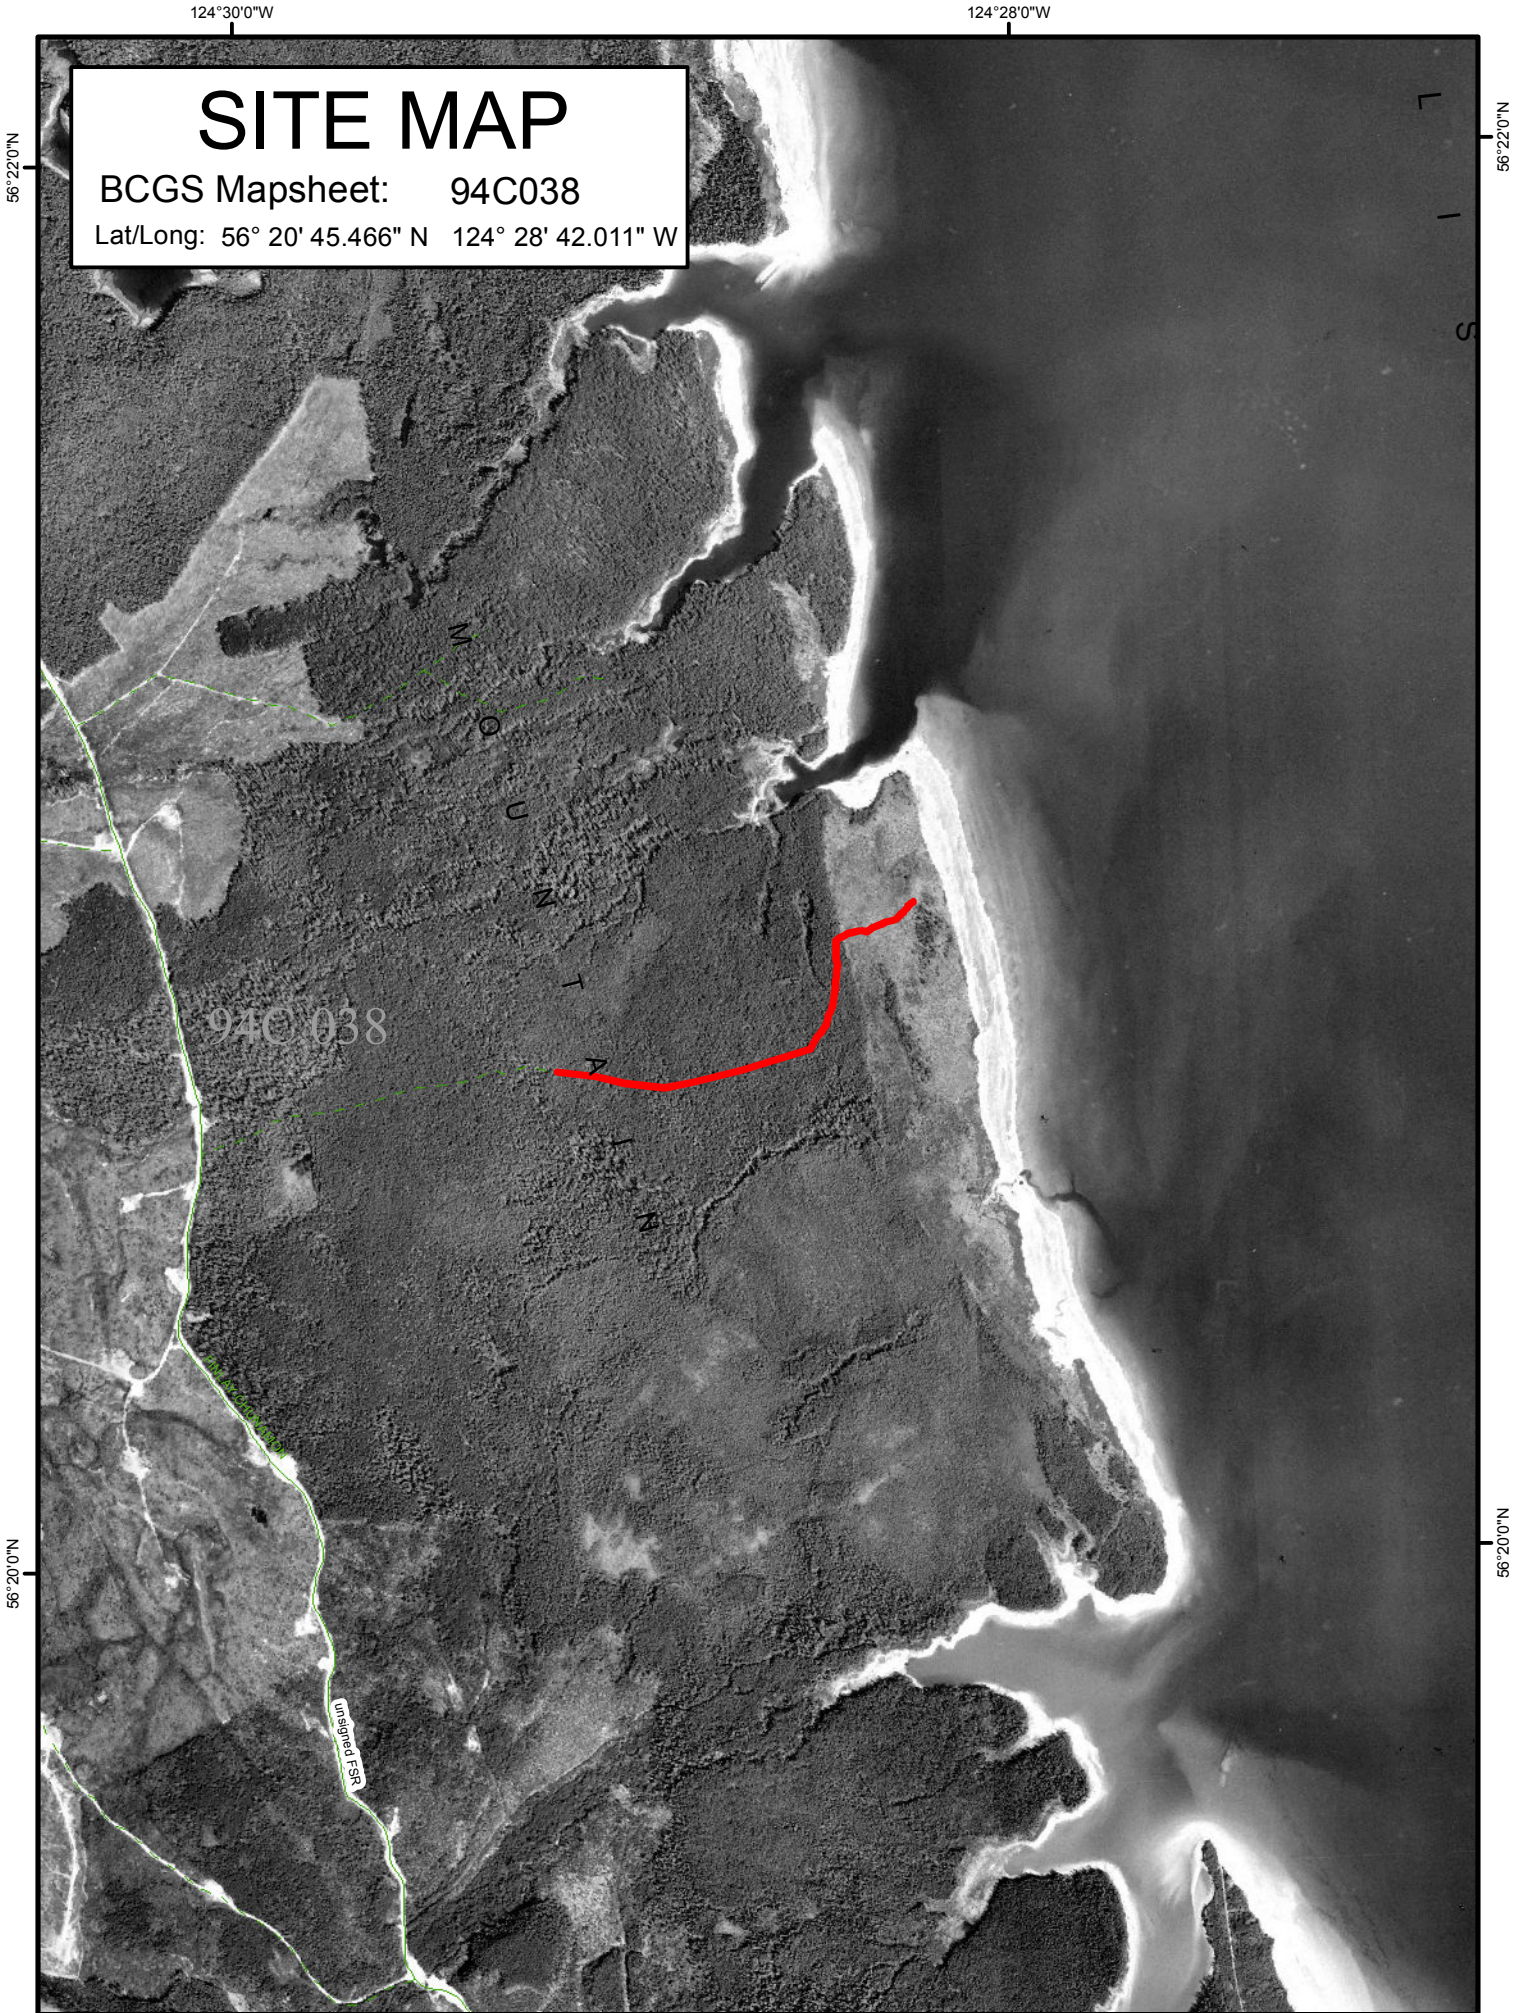 124°30'0"W
124°28'0"W
SITE MAP
BCGS Mapsheet: 94C038
Lat/Long: 56° 20' 45.466" N 124° 28' 42.011" W
56°22'0"N
56°22'0"N
L
I
S
M
O
U
N
T
A
I
N
94C.038
unsigned FSR
56°20'0"N
56°20'0"N